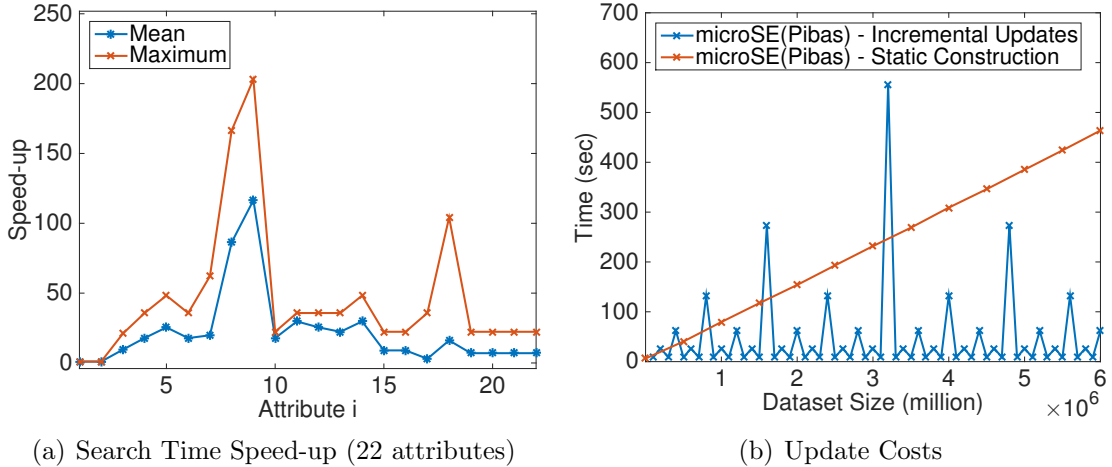 250
200
150
100
50
0
Speed-up
Mean
Maximum
5
10
15
20
Attribute i
(a) Search Time Speed-up (22 attributes)
700
600
500
400
300
200
100
0
Time (sec)
microSE(Pibas) - Incremental Updates
microSE(Pibas) - Static Construction
1
2
3
4
5
6
×10⁶
Dataset Size (million)
(b) Update Costs